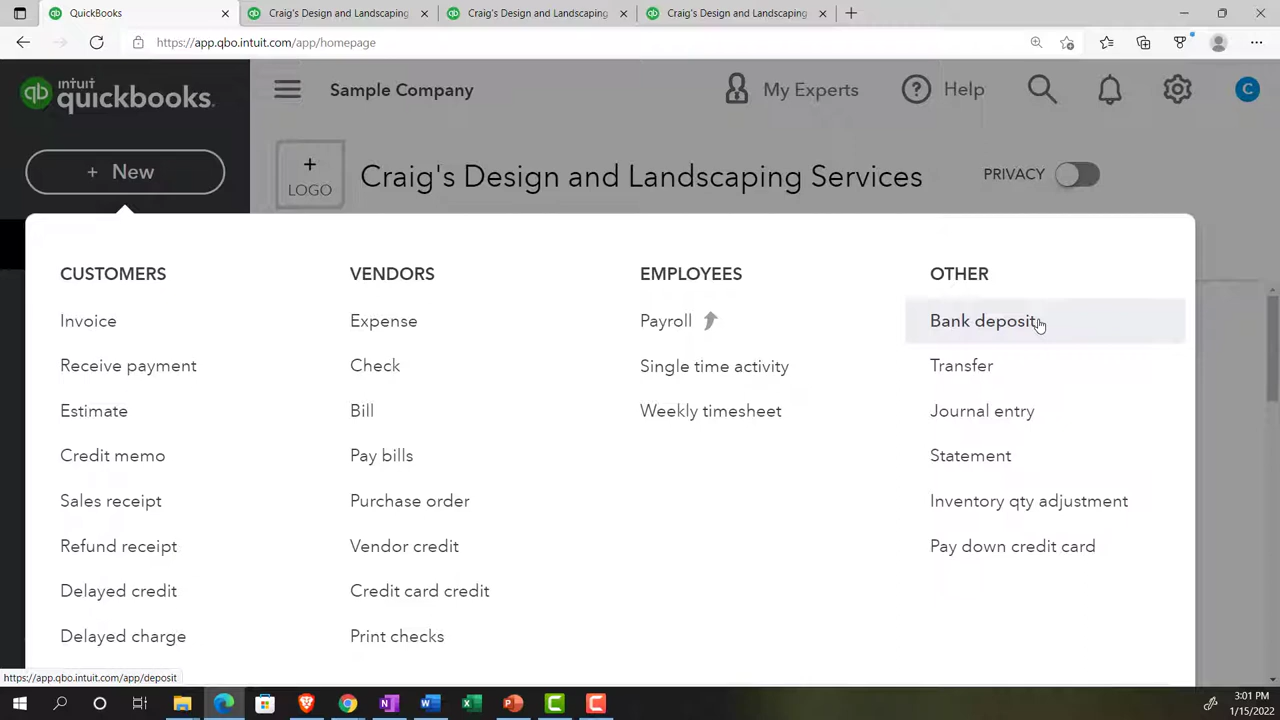 QuickBooks
Craig's Design and Landscaping
Craig's Design and Landscaping
Craig's Design and Landscaping
https://app.qbo.intuit.com/app/homepage
intuit
quickbooks.
Sample Company
My Experts
Help
C
+ New
+
LOGO
Craig's Design and Landscaping Services
PRIVACY
CUSTOMERS
Invoice
Receive payment
Estimate
Credit memo
Sales receipt
Refund receipt
Delayed credit
Delayed charge
VENDORS
Expense
Check
Bill
Pay bills
Purchase order
Vendor credit
Credit card credit
Print checks
EMPLOYEES
Payroll
Single time activity
Weekly timesheet
OTHER
Bank deposit
Transfer
Journal entry
Statement
Inventory qty adjustment
Pay down credit card
https://app.qbo.intuit.com/app/deposit
3:01 PM
1/15/2022